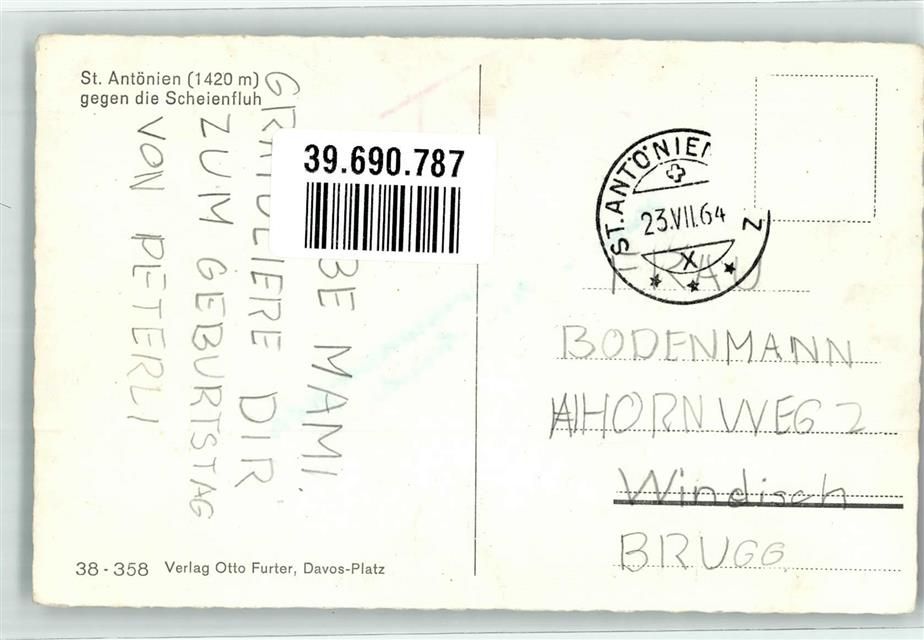 St. Antönien (1420 m)
gegen die Scheienfluh
BE MAMI.
GRATULIERE DIR
ZUM GEBURTSTAG
VON PETERLI
39.690.787
ST. ANTÖNIEN
23.VII.64
X
FRAU
BODENMANN
AHORNWEG 2
Windisch
BRUGG
38-358 Verlag Otto Furter, Davos-Platz